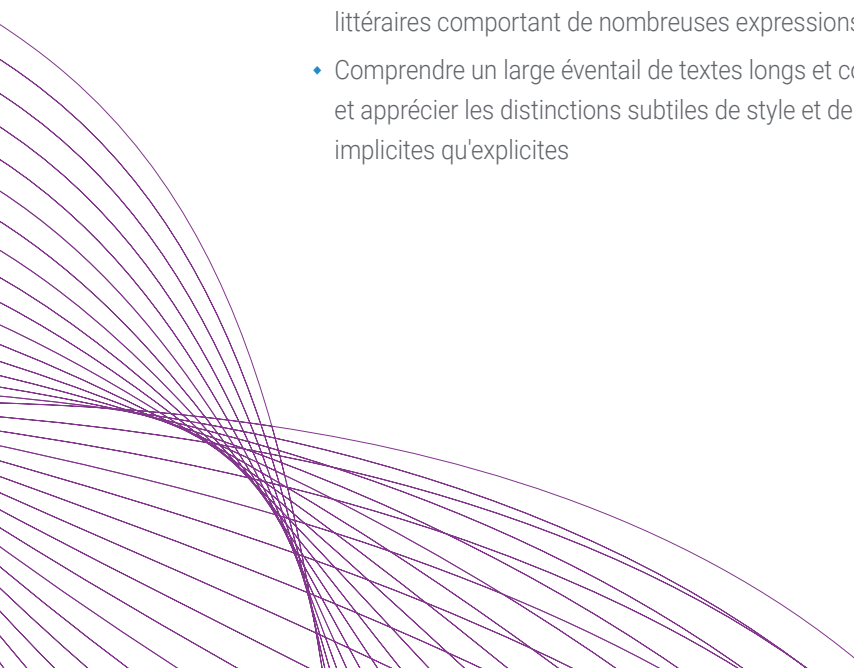 littéraires comportant de nombreuses expressions
Comprendre un large éventail de textes longs et
et apprécier les distinctions subtiles de style et de
implicites qu'explicites